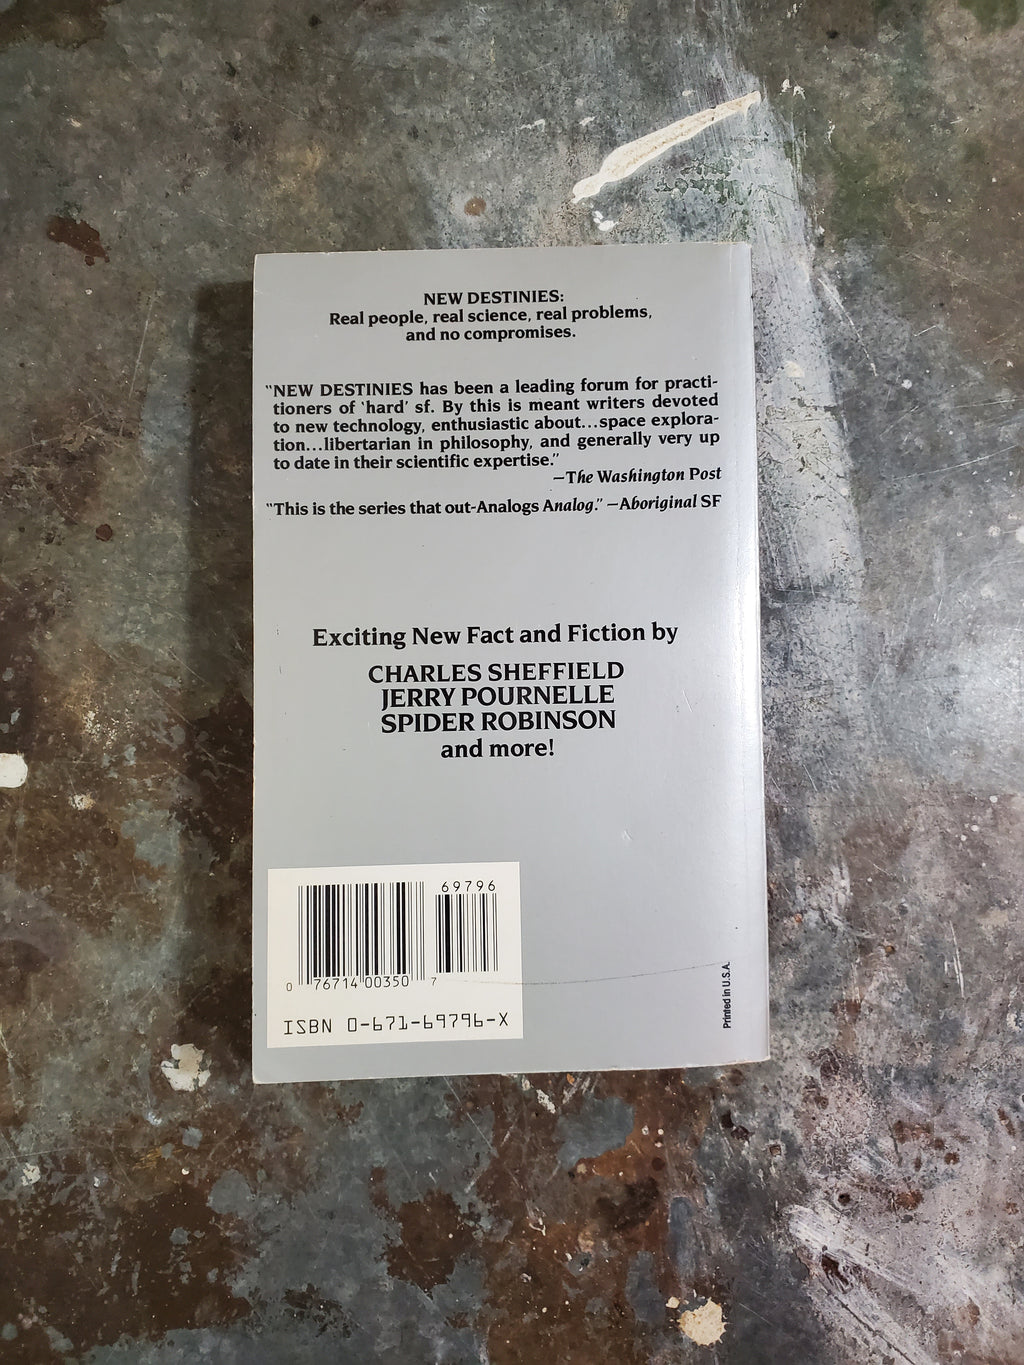 NEW DESTINIES:
Real people, real science, real problems,
and no compromises.
"NEW DESTINIES has been a leading forum for practi-
tioners of 'hard' sf. By this is meant writers devoted
to new technology, enthusiastic about...space explora-
tion...libertarian in philosophy, and generally very up
to date in their scientific expertise."
—The Washington Post
"This is the series that out-Analogs Analog." —Aboriginal SF
Exciting New Fact and Fiction by
CHARLES SHEFFIELD
JERRY POURNELLE
SPIDER ROBINSON
and more!
69796
0 76714 00350 7
ISBN 0-671-69796-X
Printed in U.S.A.